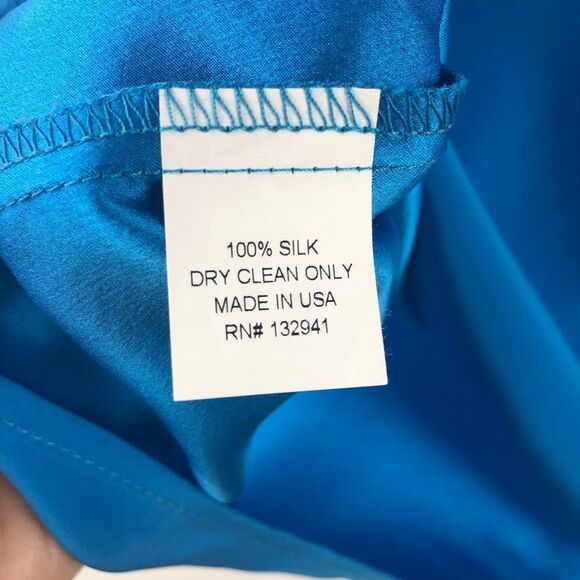 100% SILK
DRY CLEAN ONLY
MADE IN USA
RN# 132941